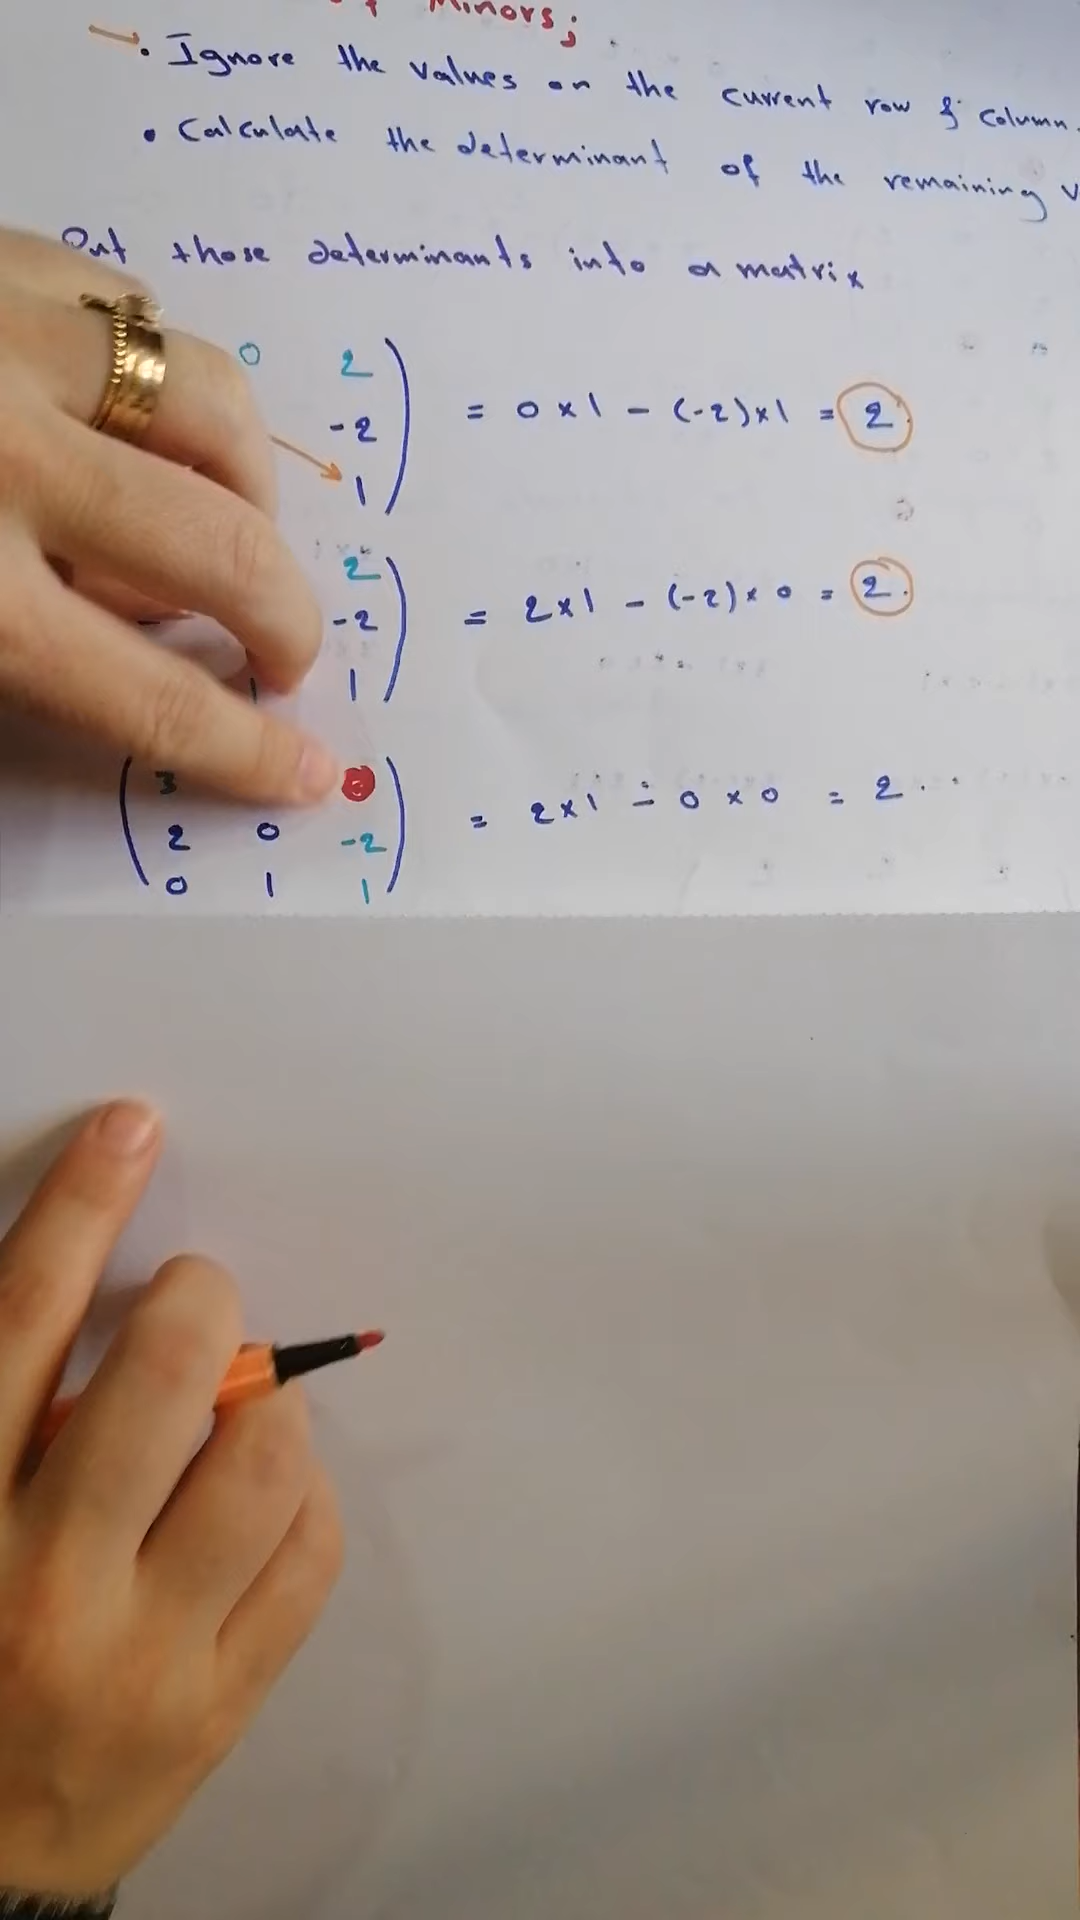 Minors;
• Ignore the values on the current row & column.
• Calculate the determinant of the remaining
Put those determinants into a matrix
0 2
-2 = 0 x 1 - (-2) x 1 = 2.
1
2
-2 = 2 x 1 - (-2) x 0 = 2.
1 1
3
2 0 -2 = 2 x 1 - 0 x 0 = 2.
0 1 1